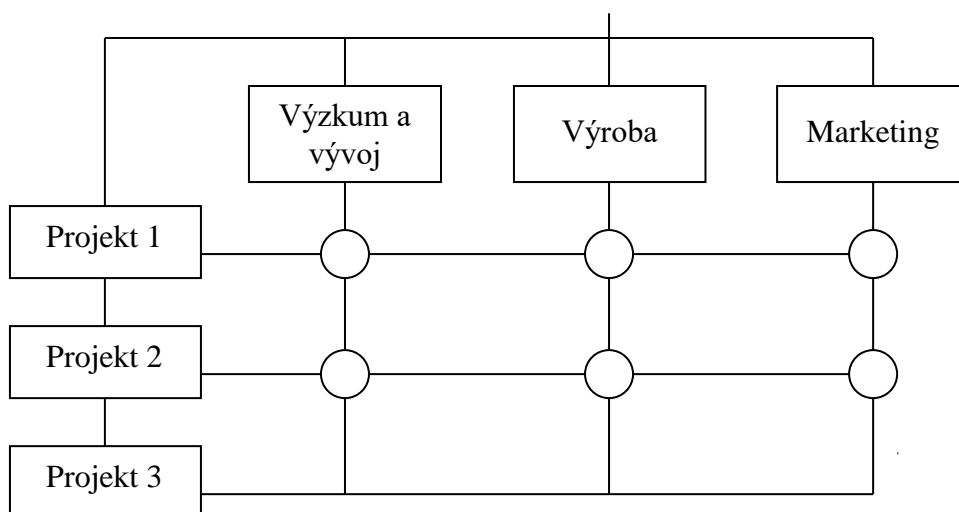 Výzkum a
vývoj
Výroba
Marketing
Projekt 1
Projekt 2
Projekt 3